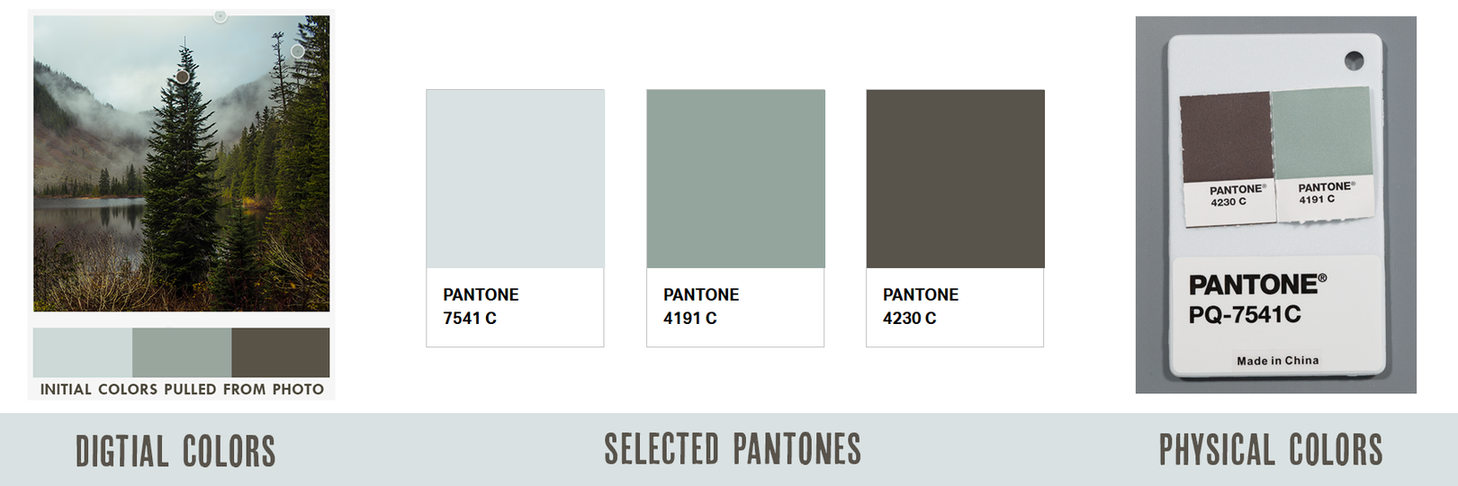 INITIAL COLORS PULLED FROM PHOTO
DIGTIAL COLORS
PANTONE
7541 C
PANTONE
4191 C
PANTONE
4230 C
SELECTED PANTONES
PANTONE®
4230 C
PANTONE®
4191 C
PANTONE®
PQ-7541C
Made in China
PHYSICAL COLORS